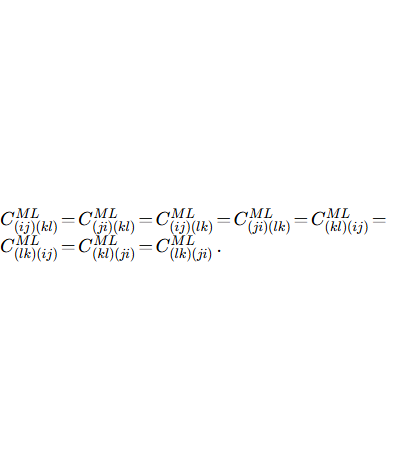 C^{ML}_{(ij)(kl)} = C^{ML}_{(ji)(kl)} = C^{ML}_{(ij)(lk)} = C^{ML}_{(ji)(lk)} = C^{ML}_{(kl)(ij)} =
C^{ML}_{(lk)(ij)} = C^{ML}_{(kl)(ji)} = C^{ML}_{(lk)(ji)} .